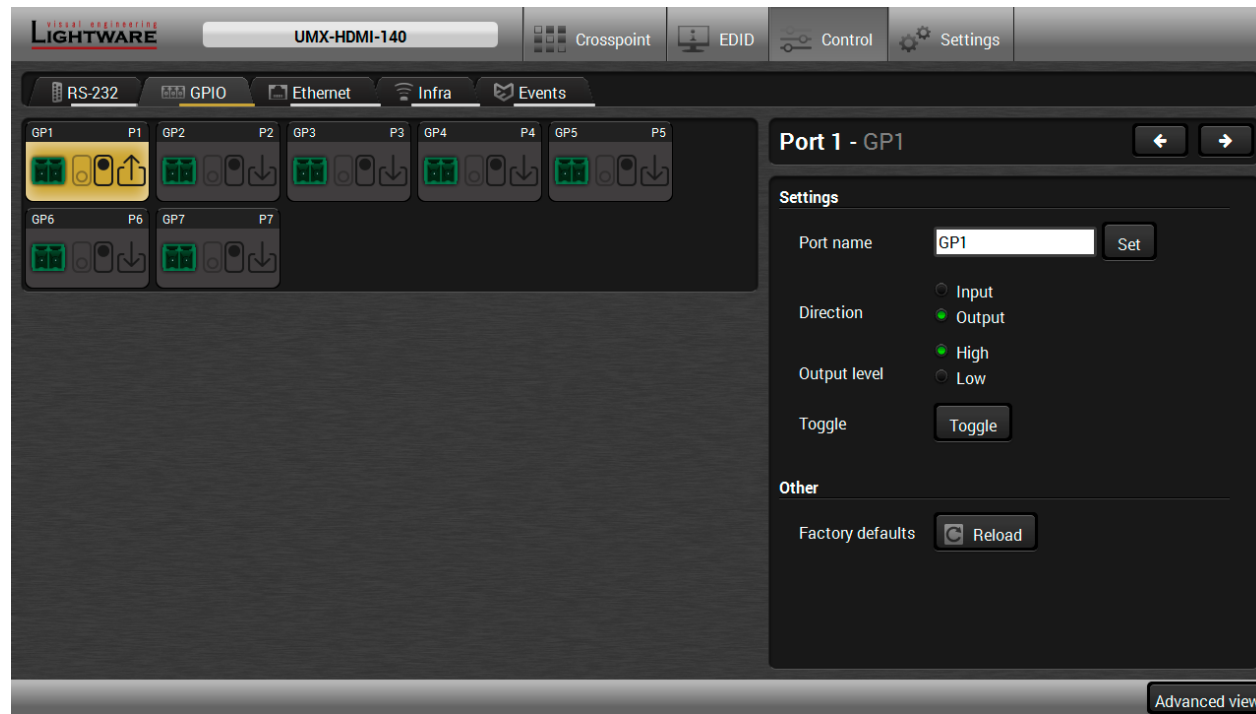 visual engineering
LIGHTWARE
UMX-HDMI-140
Crosspoint
EDID
Control
Settings
RS-232
GPIO
Ethernet
Infra
Events
GP1 P1
GP2 P2
GP3 P3
GP4 P4
GP5 P5
GP6 P6
GP7 P7
Port 1 - GP1
Settings
Port name GP1 Set
Direction
Input
Output
Output level
High
Low
Toggle Toggle
Other
Factory defaults Reload
Advanced view